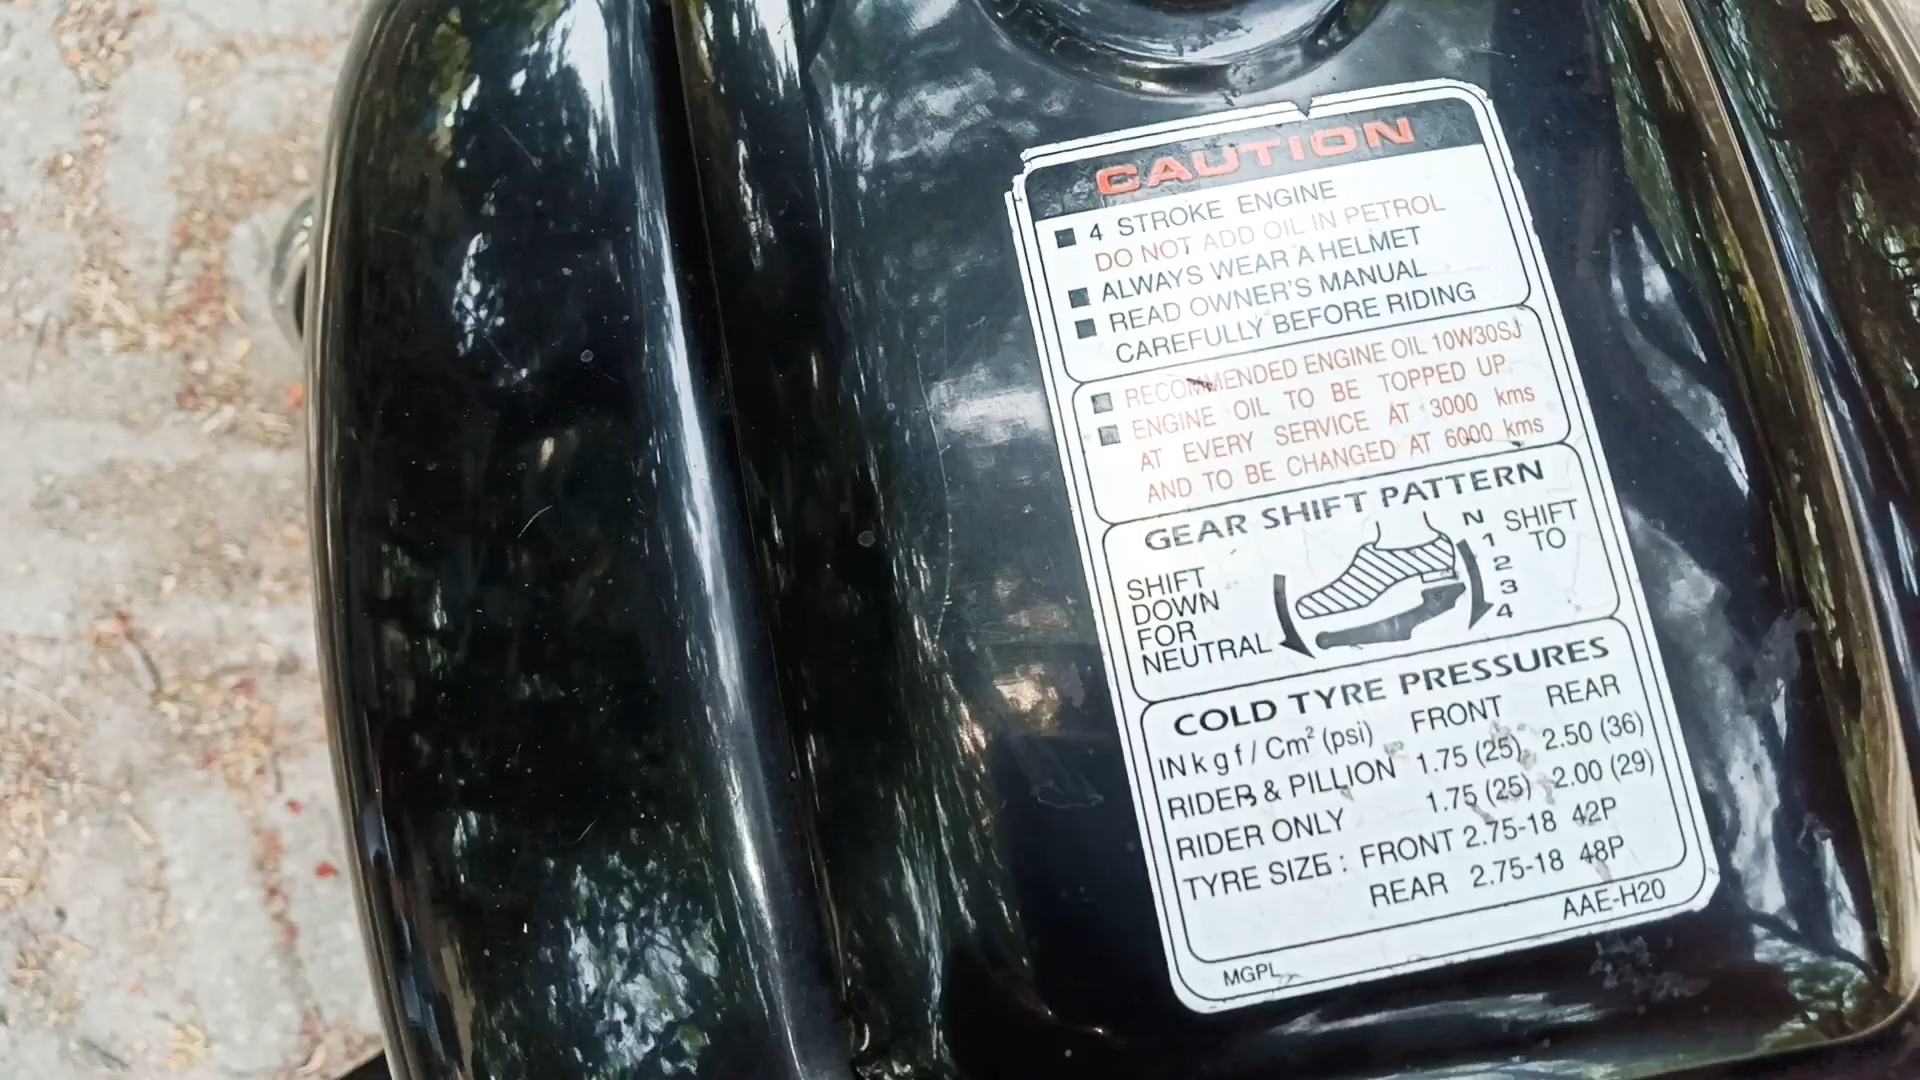 CAUTION
4 STROKE ENGINE
DO NOT ADD OIL IN PETROL
ALWAYS WEAR A HELMET
READ OWNER'S MANUAL
CAREFULLY BEFORE RIDING
RECOMMENDED ENGINE OIL 10W30SJ
ENGINE OIL TO BE TOPPED UP
AT EVERY SERVICE AT 3000 kms
AND TO BE CHANGED AT 6000 kms
GEAR SHIFT PATTERN
SHIFT
DOWN
FOR
NEUTRAL
N
1
2
3
4
SHIFT
TO
COLD TYRE PRESSURES
IN kgf / Cm² (psi) FRONT REAR
RIDER & PILLION 1.75 (25) 2.50 (36)
RIDER ONLY 1.75 (25) 2.00 (29)
TYRE SIZE : FRONT 2.75-18 42P
REAR 2.75-18 48P
AAE-H20
MGPL